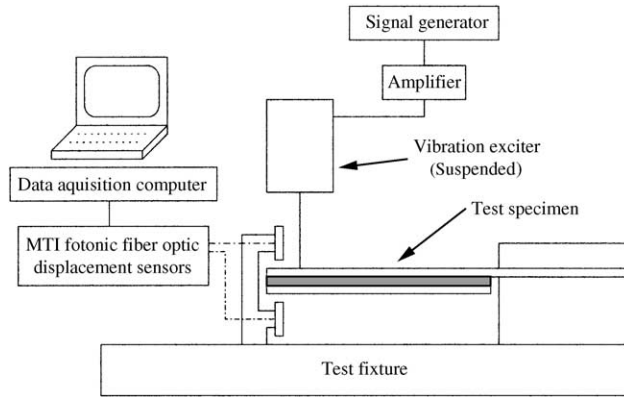 Signal generator
Amplifier
Vibration exciter
(Suspended)
Data aquisition computer
Test specimen
MTI fotonic fiber optic
displacement sensors
Test fixture